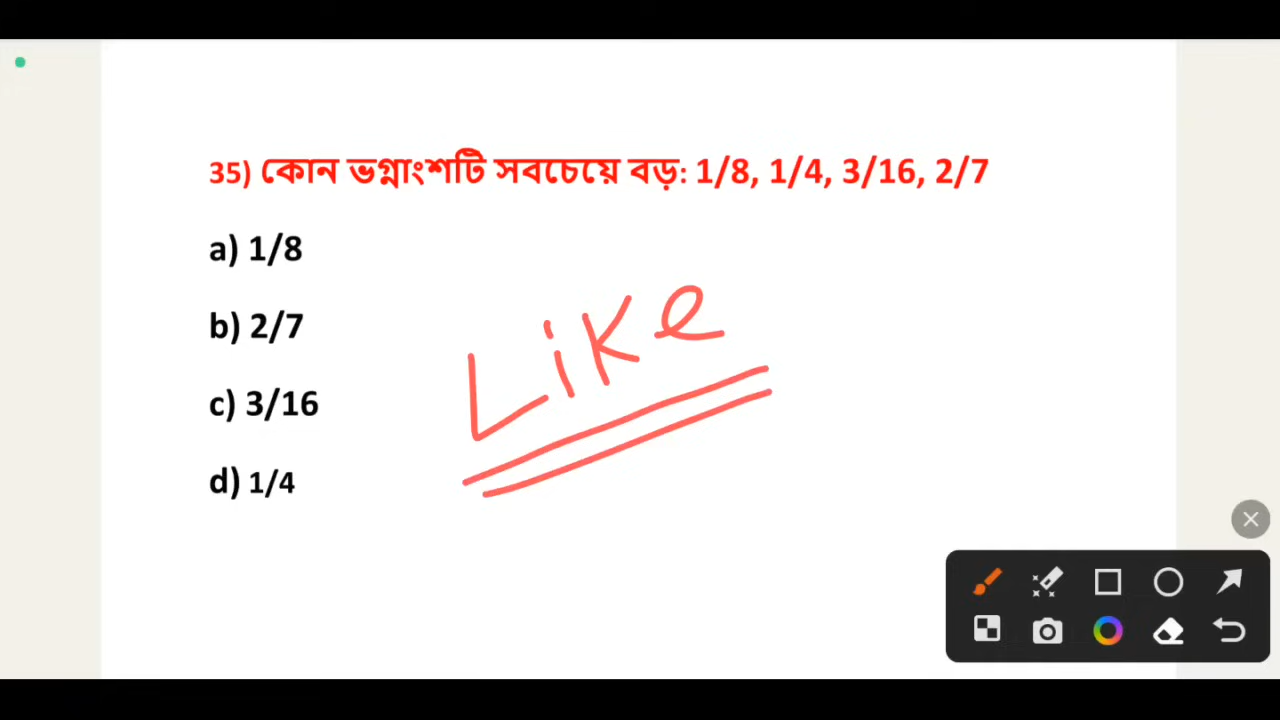 35) কোন ভগ্নাংশটি সবচেয়ে বড়: 1/8, 1/4, 3/16, 2/7
a) 1/8
b) 2/7
c) 3/16
d) 1/4
Like